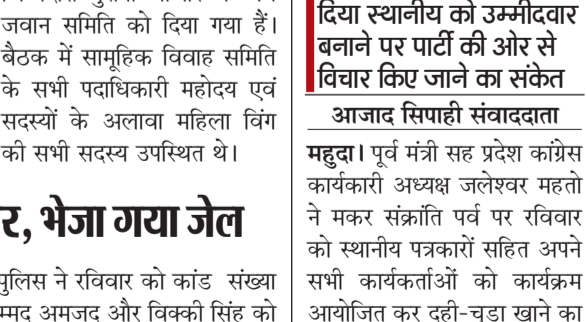 जवान समिति को दिया गया हैं।
बैठक में सामूहिक विवाह समिति
के सभी पदाधिकारी महोदय एवं
सदस्यों के अलावा महिला विंग
की सभी सदस्य उपस्थित थे।
र, भेजा गया जेल
पुलिस ने रविवार को कांड संख्या
म्मद अमजद और विक्की सिंह को
दिया स्थानीय को उम्मीदवार
बनाने पर पार्टी की ओर से
विचार किए जाने का संकेत
आजाद सिपाही संवाददाता
महुदा। पूर्व मंत्री सह प्रदेश कांग्रेस
कार्यकारी अध्यक्ष जलेश्वर महतो
ने मकर संक्रांति पर्व पर रविवार
को स्थानीय पत्रकारों सहित अपने
सभी कार्यकर्ताओं को कार्यक्रम
आयोजित कर दही-चूड़ा खाने का